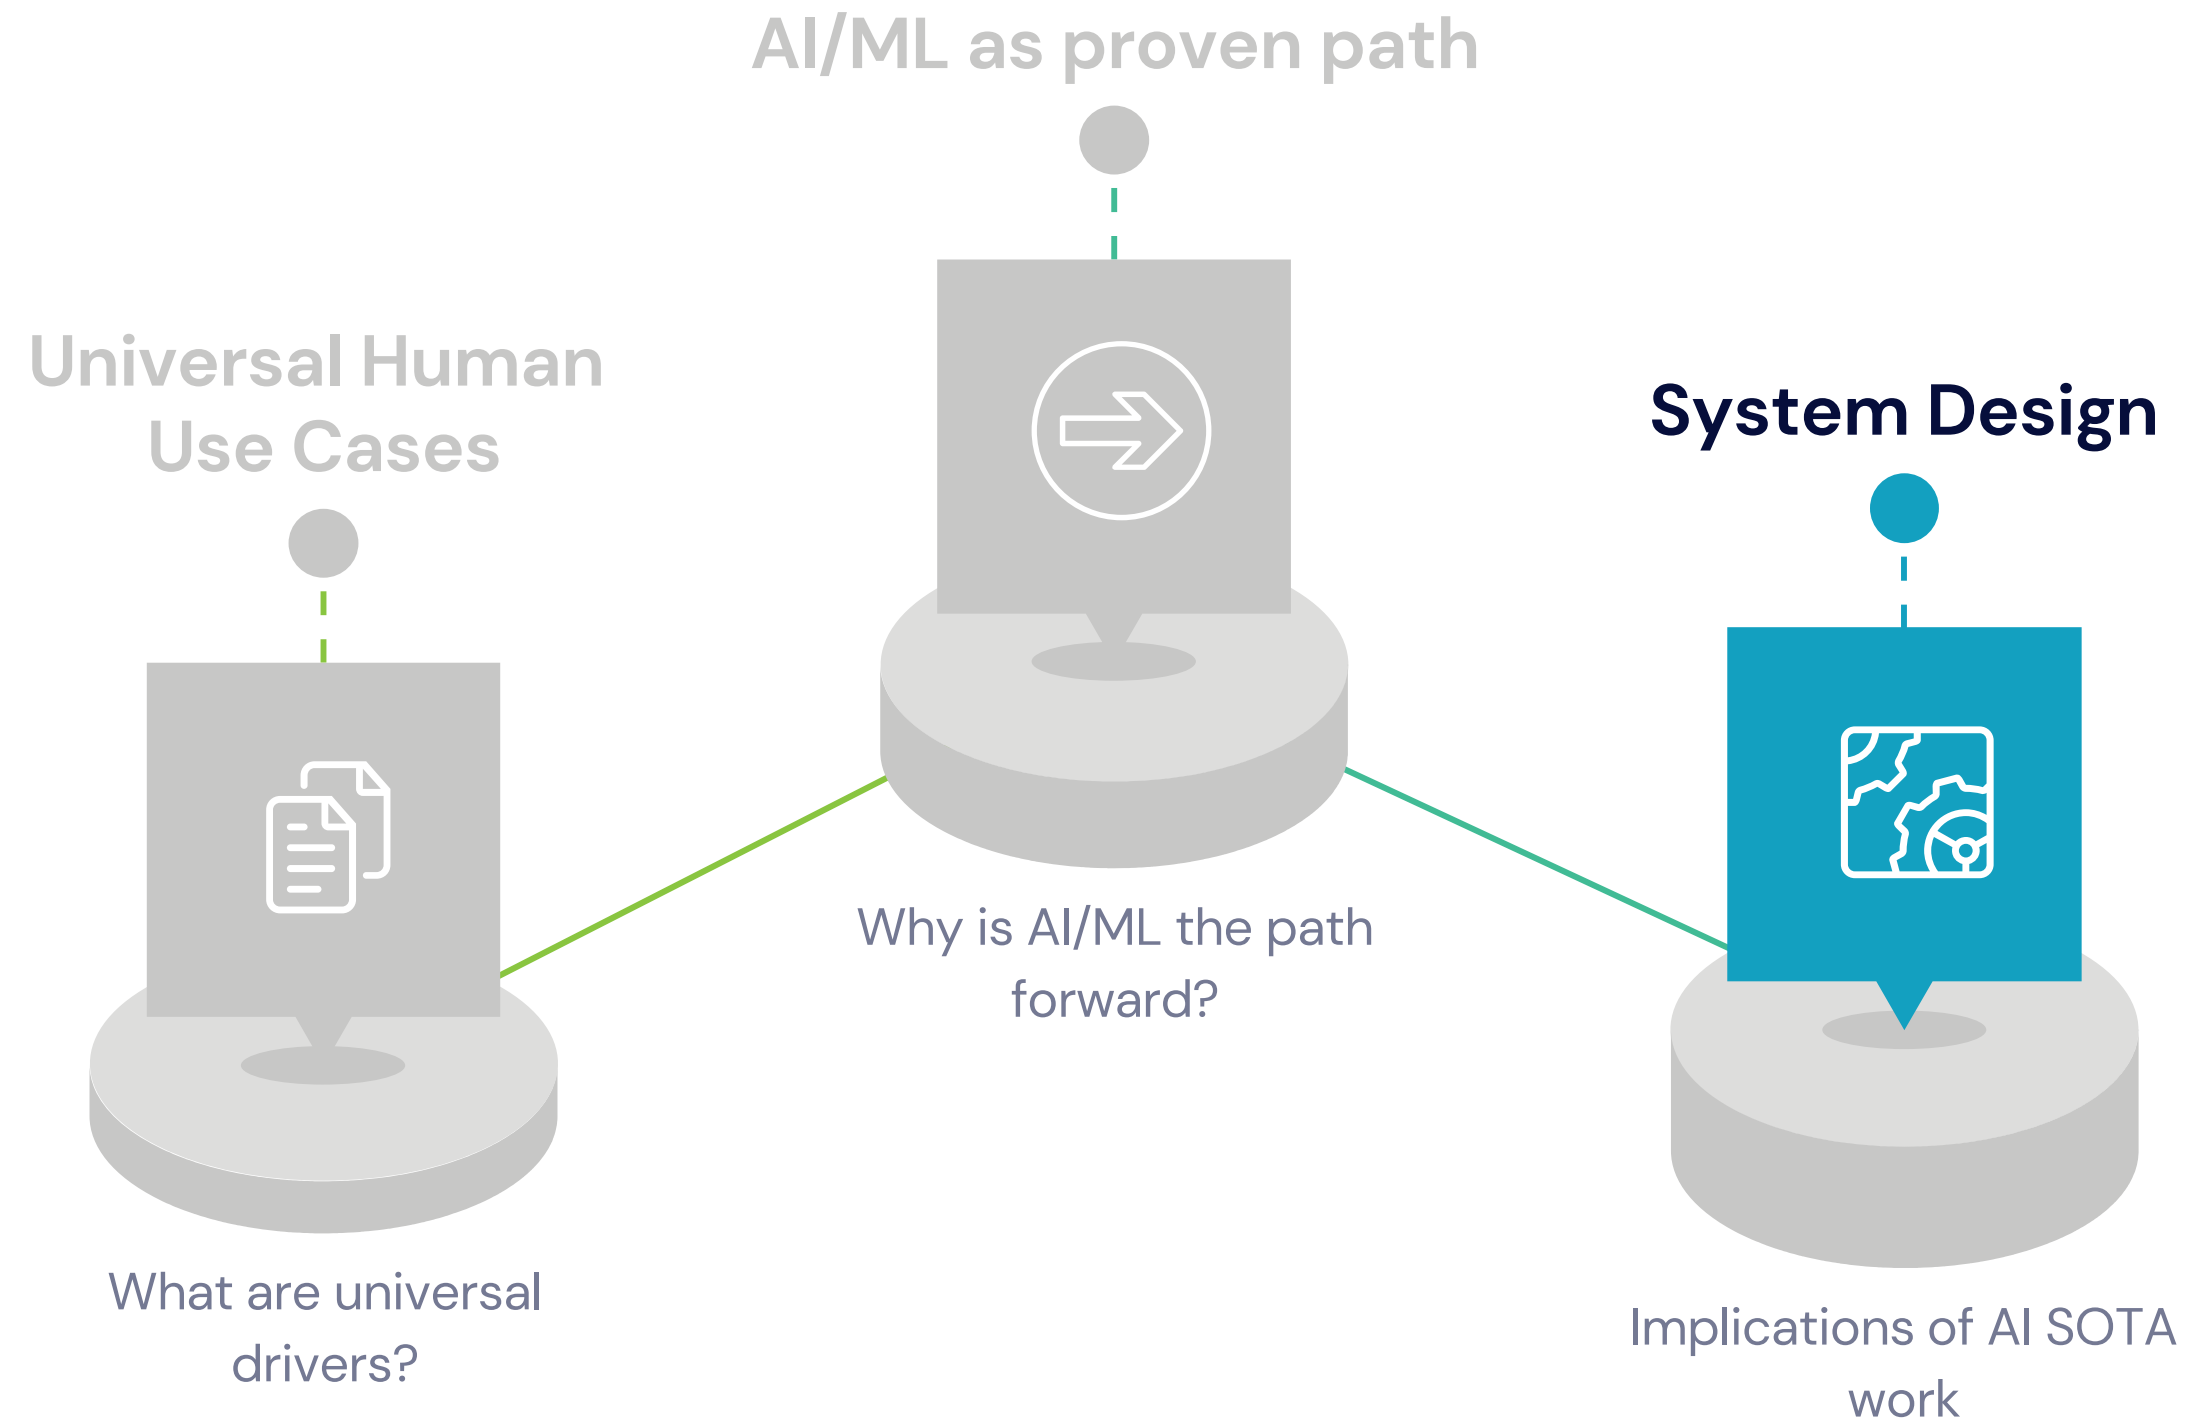 AI/ML as proven path
Universal Human
Use Cases
System Design
Why is AI/ML the path
forward?
What are universal
drivers?
Implications of AI SOTA
work